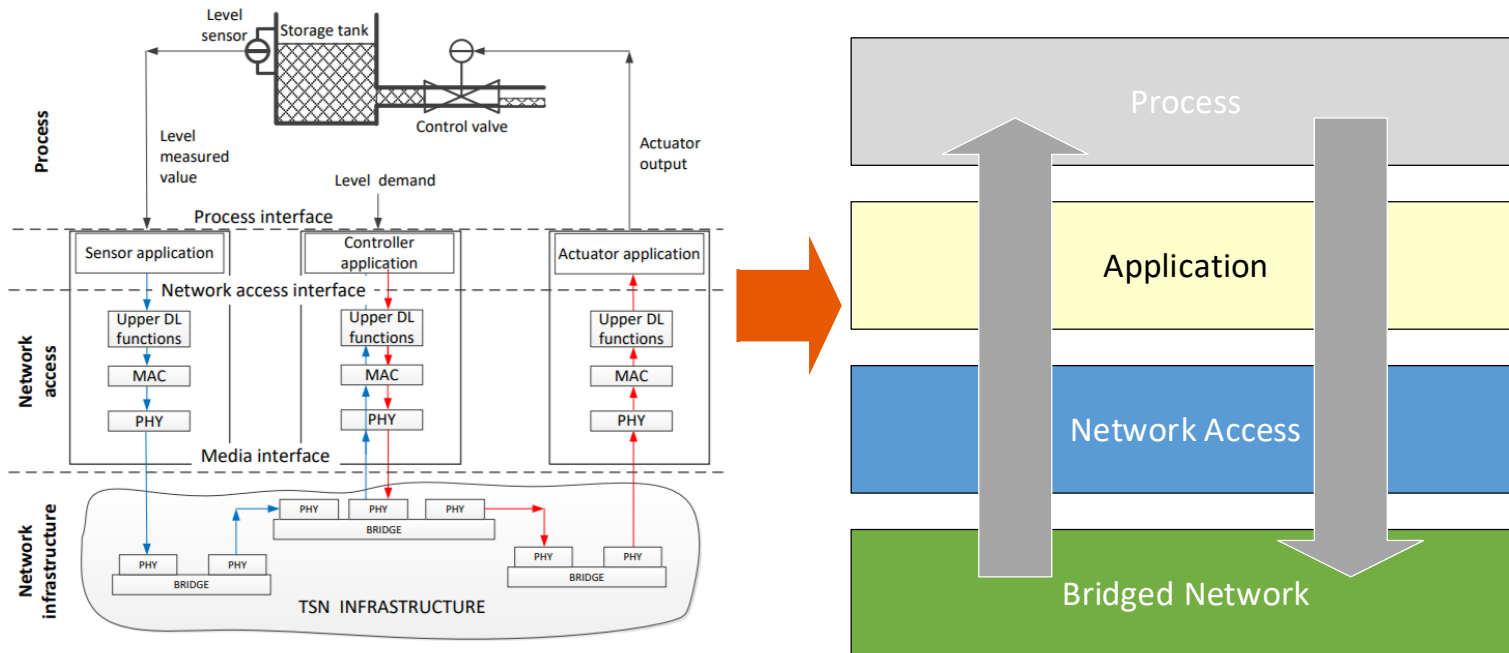 Level
sensor
Storage tank
Control valve
Process
Level
measured
value
Level demand
Actuator
output
Process interface
Sensor application
Controller
application
Actuator application
Network access interface
Network
access
Upper DL
functions
MAC
PHY
Upper DL
functions
MAC
PHY
Upper DL
functions
MAC
PHY
Media interface
Network
infrastructure
PHY
PHY
BRIDGE
PHY
PHY
PHY
BRIDGE
PHY
PHY
BRIDGE
TSN INFRASTRUCTURE
Process
Application
Network Access
Bridged Network